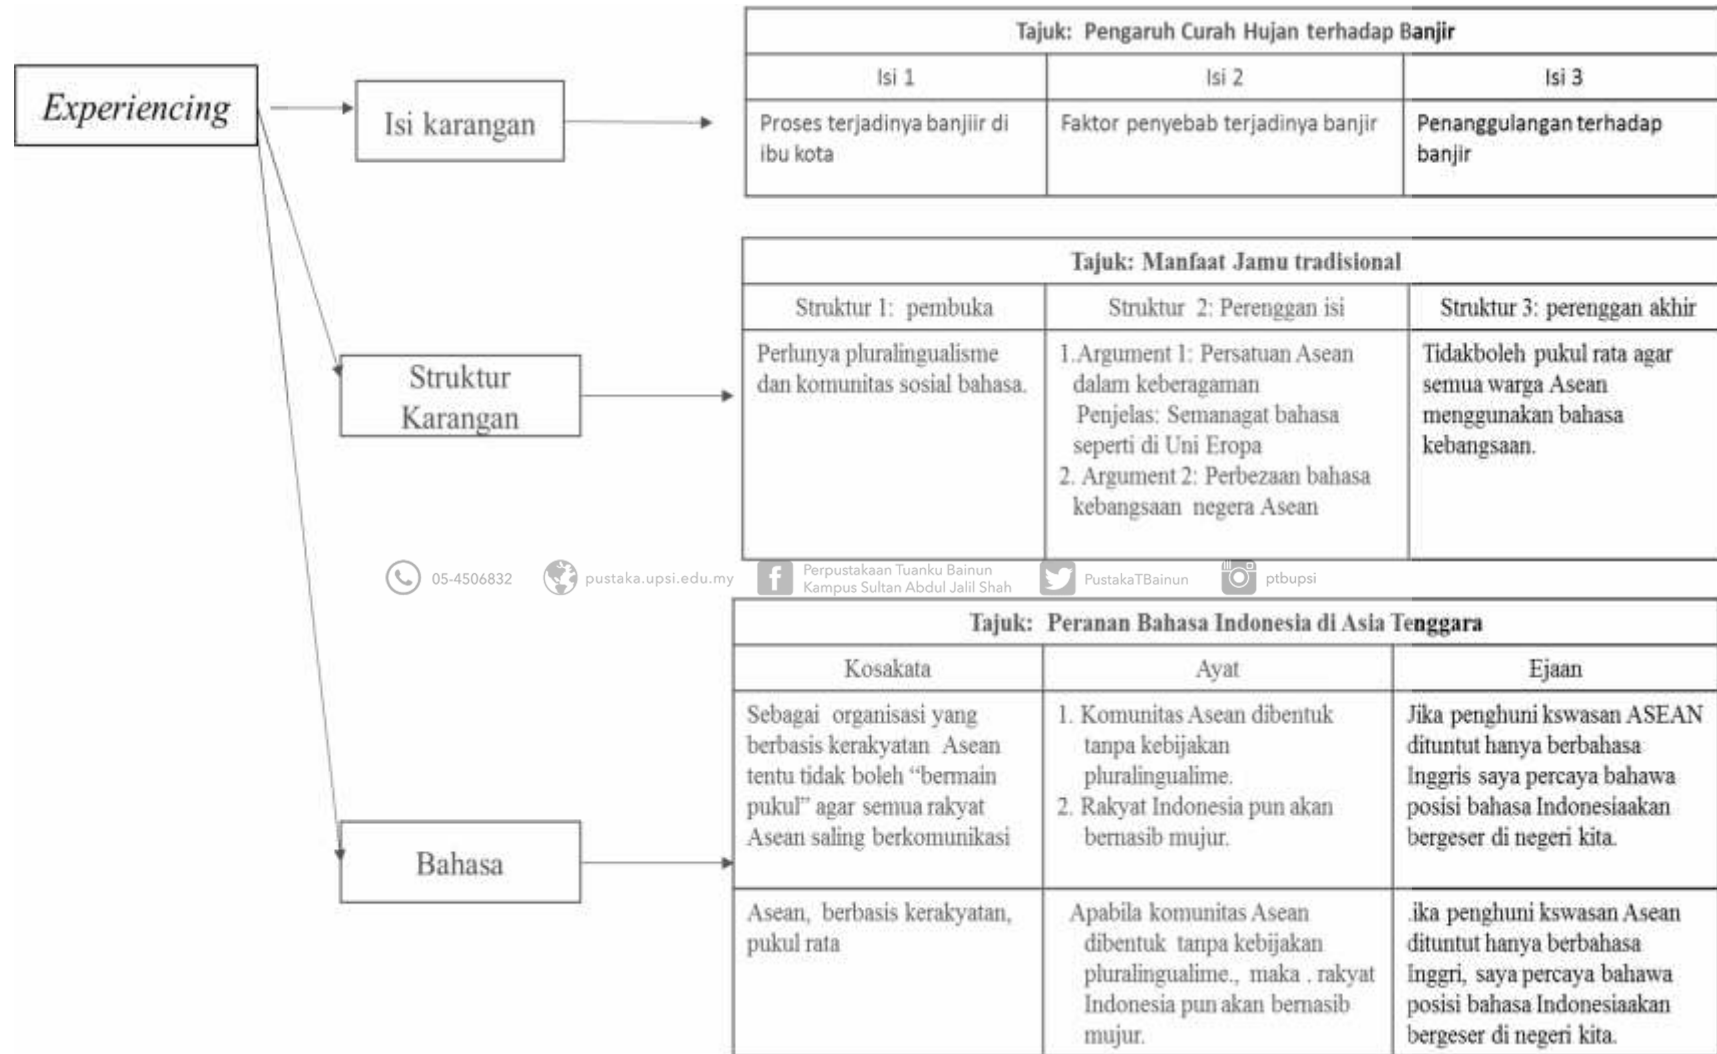 Experiencing
Isi karangan
Tajuk: Pengaruh Curah Hujan terhadap Banjir
Isi 1
Isi 2
Isi 3
Proses terjadinya banjiir di
ibu kota
Faktor penyebab terjadinya banjir
Penanggulangan terhadap
banjir
Struktur
Karangan
Tajuk: Manfaat Jamu tradisional
Struktur 1: pembuka
Struktur 2: Perenggan isi
Struktur 3: perenggan akhir
Perlunya pluralingualisme
dan komunitas sosial bahasa.
1.Argument 1: Persatuan Asean
dalam keberagaman
Penjelas: Semanagat bahasa
seperti di Uni Eropa
2. Argument 2: Perbezaan bahasa
kebangsaan negera Asean
Tidakboleh pukul rata agar
semua warga Asean
menggunakan bahasa
kebangsaan.
05-4506832
pustaka.upsi.edu.my
Perpustakaan Tuanku Bainun
Kampus Sultan Abdul Jalil Shah
PustakaTBainun
ptbupsi
Bahasa
Tajuk: Peranan Bahasa Indonesia di Asia Tenggara
Kosakata
Ayat
Ejaan
Sebagai organisasi yang
berbasis kerakyatan Asean
tentu tidak boleh “bermain
pukul” agar semua rakyat
Asean saling berkomunikasi
1. Komunitas Asean dibentuk
tanpa kebijakan
pluralingualime.
2. Rakyat Indonesia pun akan
bernasib mujur.
Jika penghuni kswasan ASEAN
dituntut hanya berbahasa
Inggris saya percaya bahawa
posisi bahasa Indonesiaakan
bergeser di negeri kita.
Asean, berbasis kerakyatan,
pukul rata
Apabila komunitas Asean
dibentuk tanpa kebijakan
pluralingualime., maka . rakyat
Indonesia pun akan bernasib
mujur.
Jika penghuni kswasan Asean
dituntut hanya berbahasa
Inggri, saya percaya bahawa
posisi bahasa Indonesiaakan
bergeser di negeri kita.